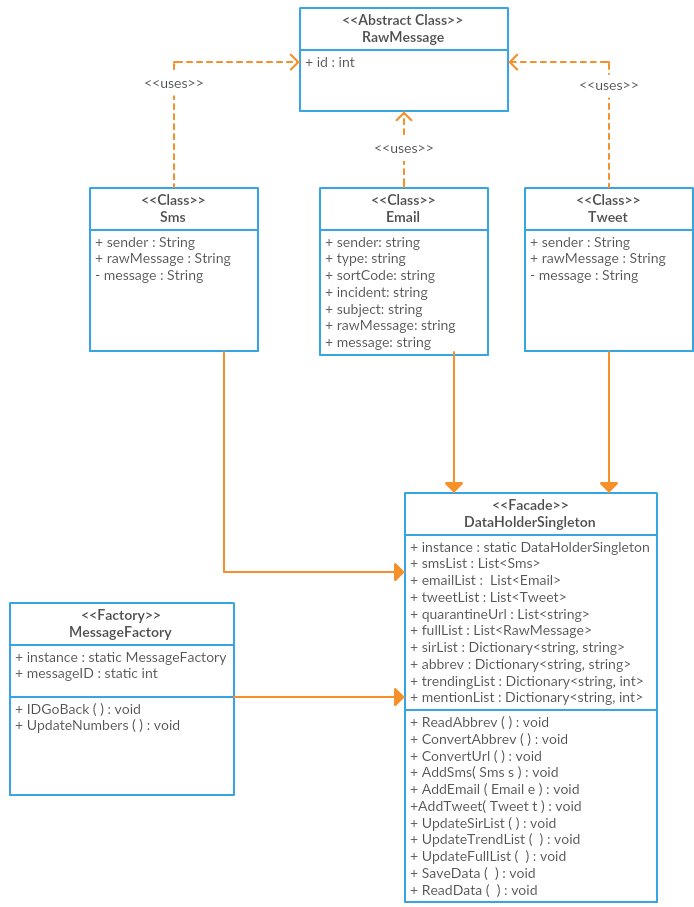 <<Abstract Class>>
RawMessage
+ id : int
<<uses>>
<<uses>>
<<uses>>
<<Class>>
Sms
+ sender : String
+ rawMessage : String
- message : String
<<Class>>
Email
+ sender: string
+ type: string
+ sortCode: string
+ incident: string
+ subject: string
+ rawMessage: string
+ message: string
<<Class>>
Tweet
+ sender : String
+ rawMessage : String
- message : String
<<Facade>>
DataHolderSingleton
+ instance : static DataHolderSingleton
+ smsList : List<Sms>
+ emailList :  List<Email>
+ tweetList : List<Tweet>
+ quarantineUrl : List<string>
+ fullList : List<RawMessage>
+ sirList : Dictionary<string, string>
+ abbrev : Dictionary<string, string>
+ trendingList : Dictionary<string, int>
+ mentionList : Dictionary<string, int>
+ ReadAbbrev ( ) : void
+ ConvertAbbrev ( ) : void
+ ConvertUrl ( ) : void
+ AddSms( Sms s ) : void
+ AddEmail ( Email e ) : void
+AddTweet( Tweet t ) : void
+ UpdateSirList ( ) : void
+ UpdateTrendList (  ) : void
+ UpdateFullList (  ) : void
+ SaveData (  ) : void
+ ReadData (  ) : void
<<Factory>>
MessageFactory
+ instance : static MessageFactory
+ messageID : static int
+ IDGoBack ( ) : void
+ UpdateNumbers ( ) : void